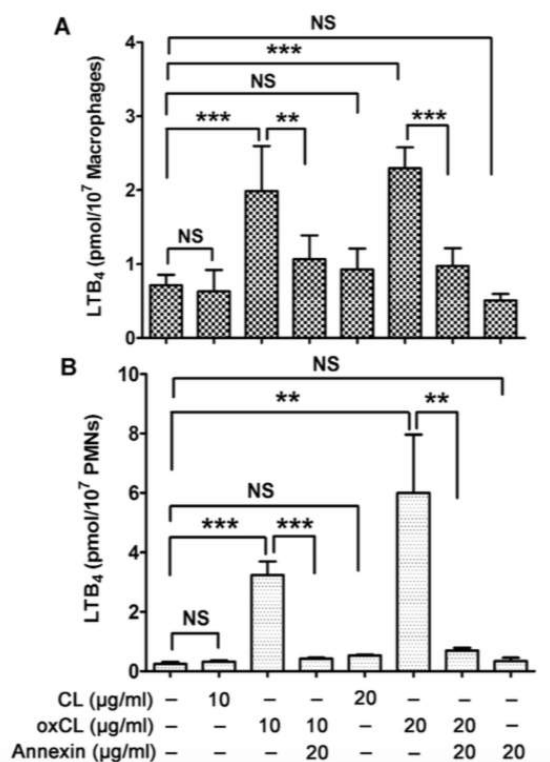 A
NS
4
***
NS
3
***
**
***
2
NS
1
0
LTB₄ (pmol/10⁷ Macrophages)
B
NS
10
**
**
8
6
NS
***
***
4
2
NS
0
LTB₄ (pmol/10⁷ PMNs)
CL (µg/ml) – 10 – – 20 – – –
oxCL (µg/ml) – – 10 10 – 20 20 –
Annexin (µg/ml) – – – 20 – – 20 20